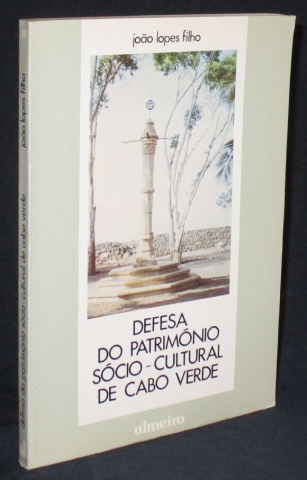 joão lopes filho
DEFESA
DO PATRIMÓNIO
SÓCIO-CULTURAL
DE CABO VERDE
ulmeiro
joão lopes filho
defesa do património sócio-cultural de cabo verde